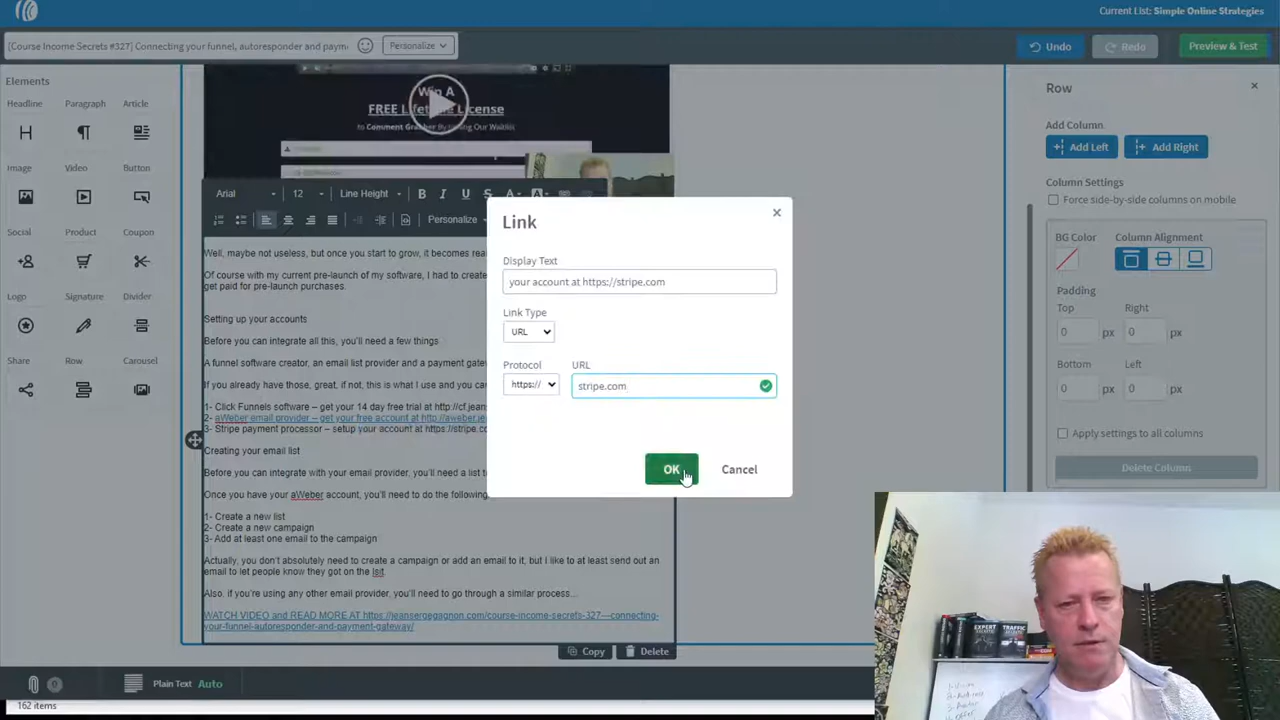 Current List: Simple Online Strategies
[Course Income Secrets #327] Connecting your funnel, autoresponder and paym
Personalize
Undo
Redo
Preview & Test
Elements
Headline
Paragraph
Article
Image
Video
Button
Social
Product
Coupon
Logo
Signature
Divider
Share
Row
Carousel
Win A
FREE Lifetime License
to Comment Grabber By Joining Our Waitlist
Arial
12
Line Height
B
I
U
S
A
A
Personalize
Well, maybe not useless, but once you start to grow, it becomes rea
Of course with my current pre-launch of my software, I had to create
get paid for pre-launch purchases.
Setting up your accounts
Before you can integrate all this, you'll need a few things
A funnel software creator, an email list provider and a payment gatew
If you already have those, great, if not, this is what I use and you can
1- Click Funnels software – get your 14 day free trial at http://cf.jean
2- aWeber email provider – get your free account at http://aweber.je
3- Stripe payment processor – setup your account at https://stripe.co
Creating your email list
Before you can integrate with your email provider, you'll need a list t
Once you have your aWeber account, you'll need to do the following
1- Create a new list
2- Create a new campaign
3- Add at least one email to the campaign
Actually, you don't absolutely need to create a campaign or add an email to it, but I like to at least send out an
email to let people know they got on the lsit.
Also, if you're using any other email provider, you'll need to go through a similar process...
WATCH VIDEO and READ MORE AT https://jeansergegagnon.com/course-income-secrets-327---connecting-
your-funnel-autoresponder-and-payment-gateway/
Copy
Delete
Link
Display Text
your account at https://stripe.com
Link Type
URL
Protocol
URL
https://
stripe.com
OK
Cancel
Row
Add Column
Add Left
Add Right
Column Settings
Force side-by-side columns on mobile
BG Color
Column Alignment
Padding
Top
Right
0
px
0
px
Bottom
Left
0
px
0
px
Apply settings to all columns
Delete Column
0
Plain Text
Auto
162 items
EXPERT
SECRETS
TRAFFIC
SECRETS